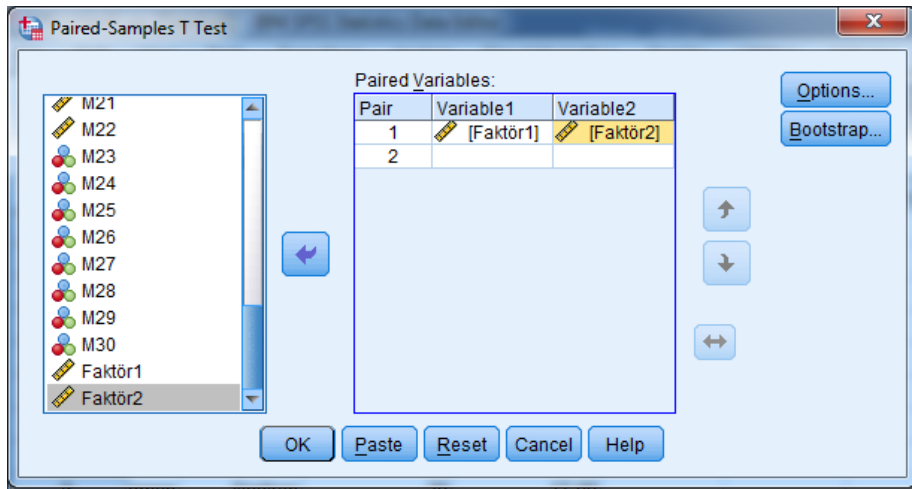 Paired-Samples T Test
M21
M22
M23
M24
M25
M26
M27
M28
M29
M30
Faktör1
Faktör2
Paired Variables:
Pair Variable1 Variable2
1 [Faktör1] [Faktör2]
2
Options...
Bootstrap...
OK Paste Reset Cancel Help